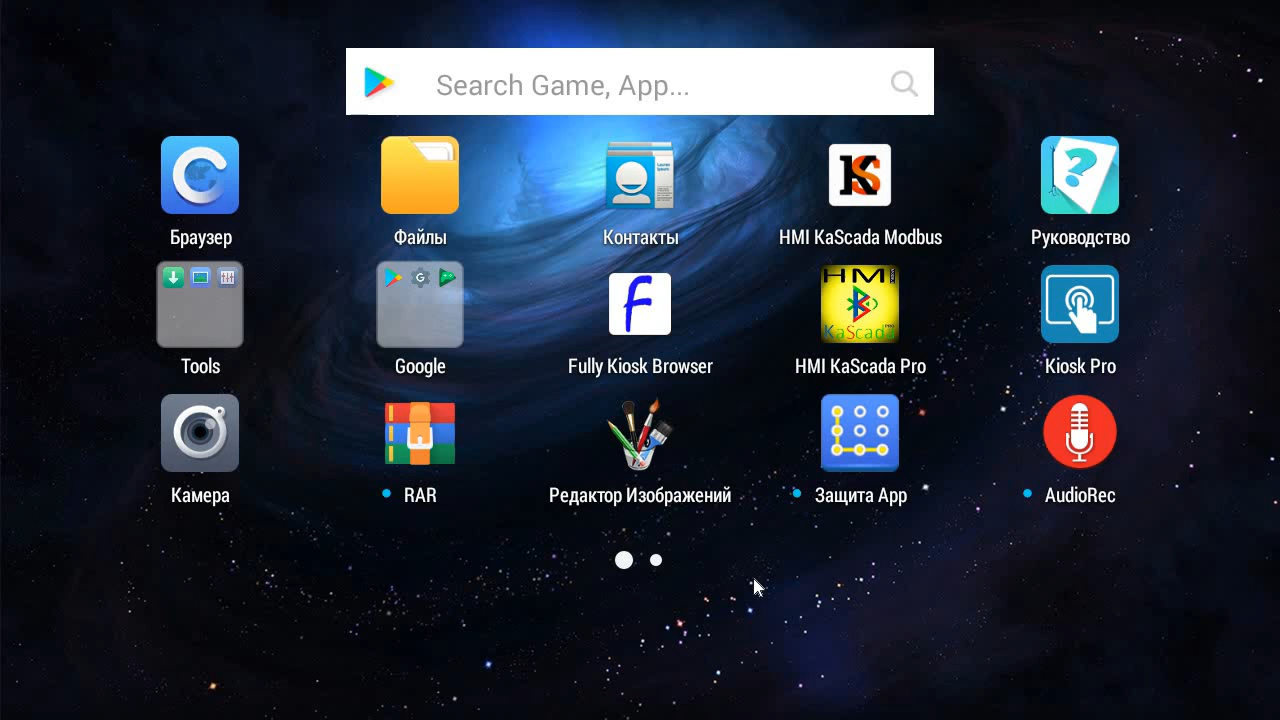 Search Game, App...
Браузер
Файлы
Контакты
HMI KaScada Modbus
Руководство
Tools
Google
Fully Kiosk Browser
HMI KaScada Pro
Kiosk Pro
Камера
RAR
Редактор Изображений
Защита App
AudioRec